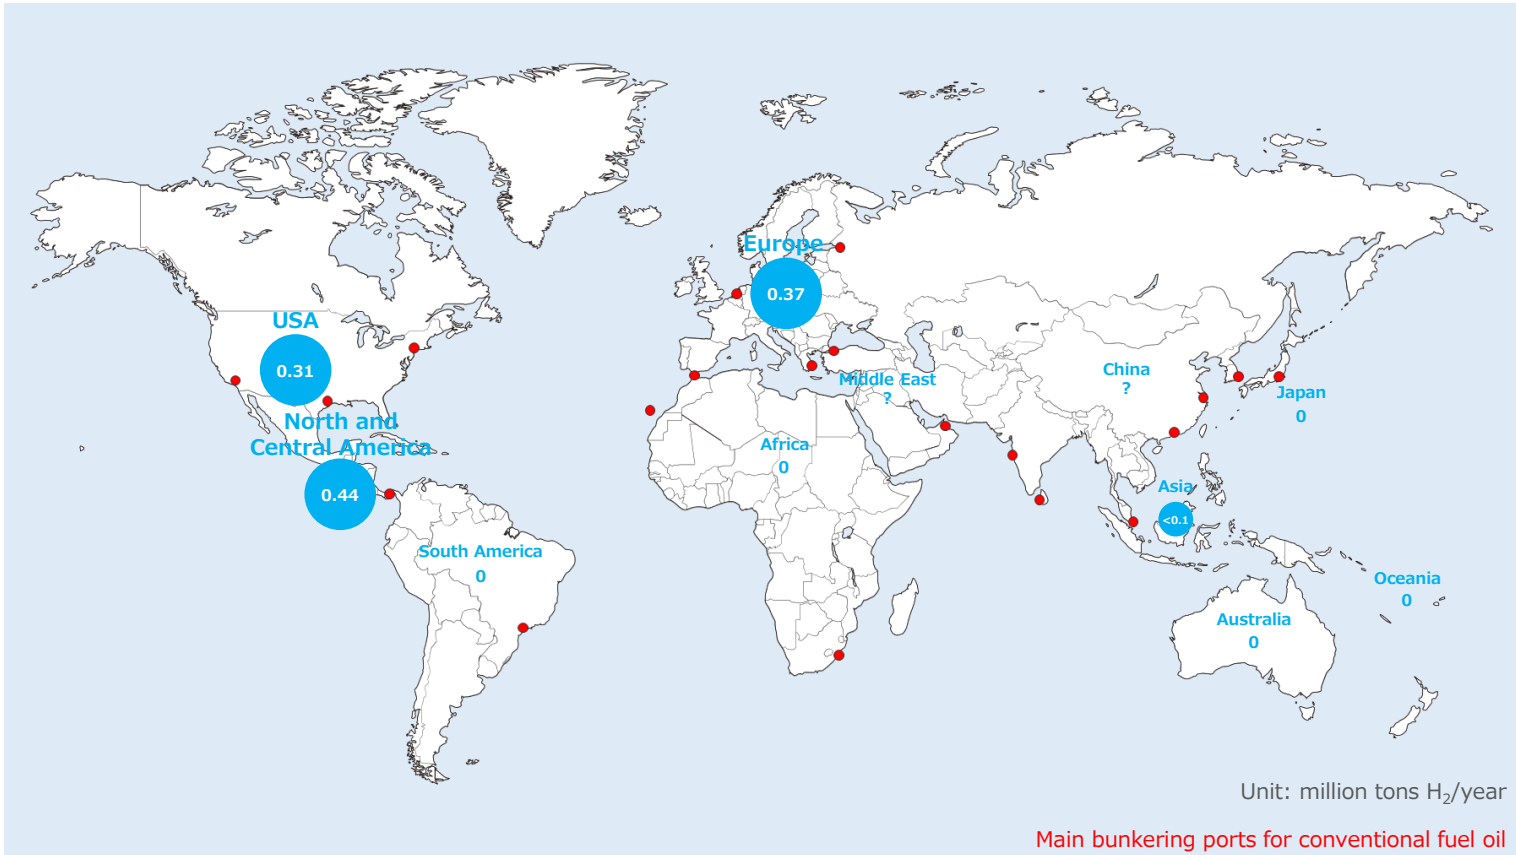 Europe
0.37
USA
0.31
North and
Central America
0.44
South America
0
Africa
0
Middle East
?
China
?
Japan
0
Asia
<0.1
Oceania
0
Australia
0
Unit: million tons H₂/year
Main bunkering ports for conventional fuel oil